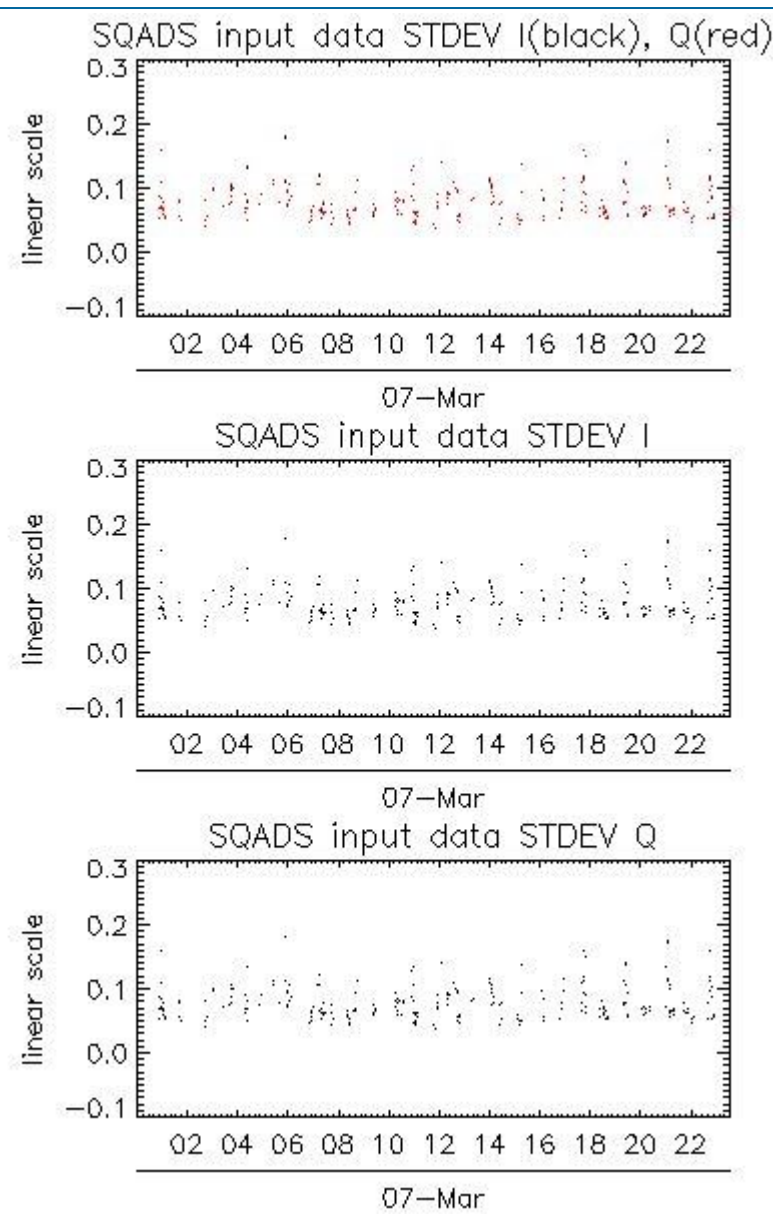 SQADS input data STDEV I(black), Q(red)
0.3
0.2
0.1
0.0
−0.1
linear scale
02 04 06 08 10 12 14 16 18 20 22
07−Mar
SQADS input data STDEV I
0.3
0.2
0.1
0.0
−0.1
linear scale
02 04 06 08 10 12 14 16 18 20 22
07−Mar
SQADS input data STDEV Q
0.3
0.2
0.1
0.0
−0.1
linear scale
02 04 06 08 10 12 14 16 18 20 22
07−Mar